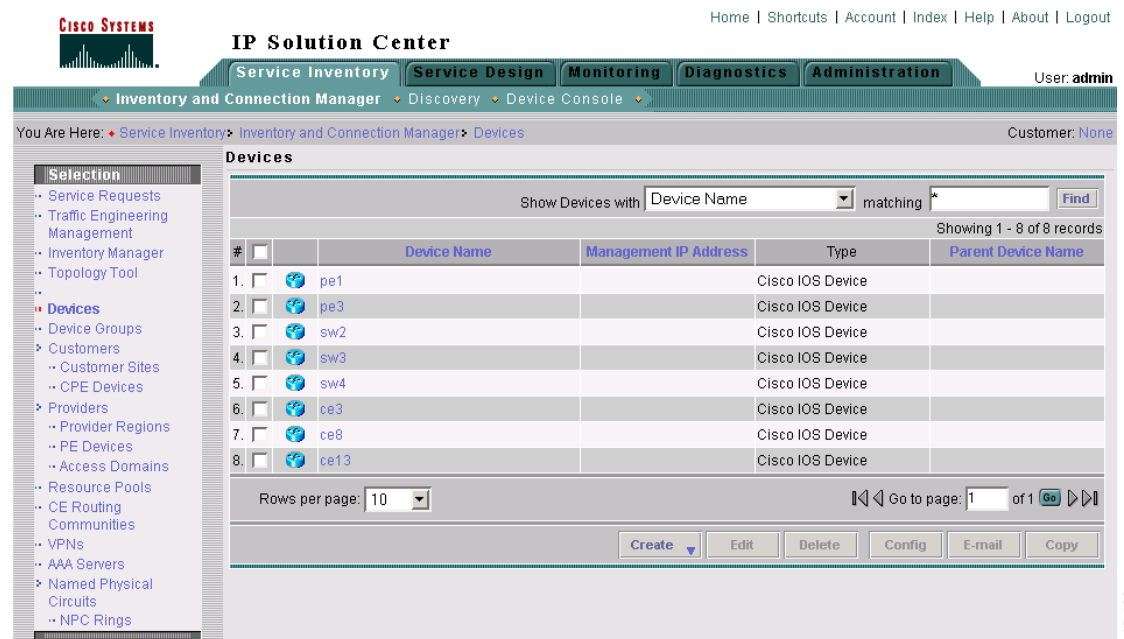 Home | Shortcuts | Account | Index | Help | About | Logout
CISCO SYSTEMS
IP Solution Center
Service Inventory Service Design Monitoring Diagnostics Administration
User: admin
Inventory and Connection Manager Discovery Device Console
You Are Here: Service Inventory Inventory and Connection Manager Devices Customer: None
Selection
Service Requests
Traffic Engineering
Management
Inventory Manager
Topology Tool
Devices
Device Groups
Customers
Customer Sites
CPE Devices
Providers
Provider Regions
PE Devices
Access Domains
Resource Pools
CE Routing
Communities
VPNs
AAA Servers
Named Physical
Circuits
NPC Rings
Devices
Show Devices with Device Name matching * Find
Showing 1 - 8 of 8 records
# Device Name Management IP Address Type Parent Device Name
1. pe1 Cisco IOS Device
2. pe3 Cisco IOS Device
3. sw2 Cisco IOS Device
4. sw3 Cisco IOS Device
5. sw4 Cisco IOS Device
6. ce3 Cisco IOS Device
7. ce8 Cisco IOS Device
8. ce13 Cisco IOS Device
Rows per page: 10 Go to page: 1 of 1 Go
Create Edit Delete Config E-mail Copy